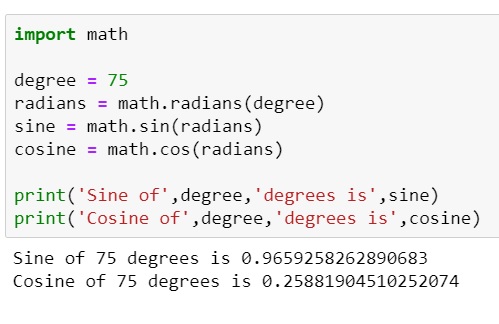 import math
degree = 75
radians = math.radians(degree)
sine = math.sin(radians)
cosine = math.cos(radians)
print('Sine of',degree,'degrees is',sine)
print('Cosine of',degree,'degrees is',cosine)
Sine of 75 degrees is 0.9659258262890683
Cosine of 75 degrees is 0.25881904510252074